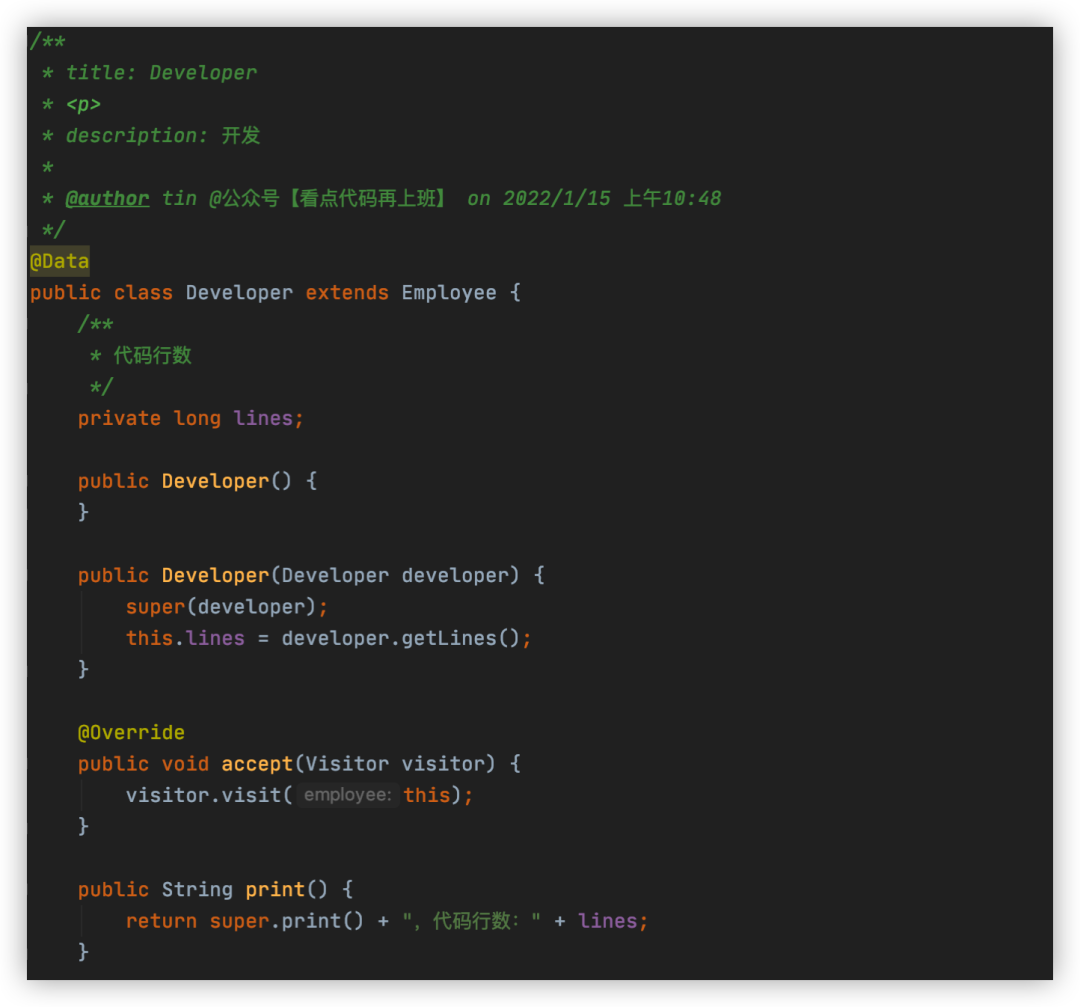 /**
 * title: Developer
 * <p>
 * description: 开发
 *
 * @author tin @公众号【看点代码再上班】 on 2022/1/15 上午10:48
 */
@Data
public class Developer extends Employee {
    /**
     * 代码行数
     */
    private long lines;

    public Developer() {
    }

    public Developer(Developer developer) {
        super(developer);
        this.lines = developer.getLines();
    }

    @Override
    public void accept(Visitor visitor) {
        visitor.visit( employee: this);
    }

    public String print() {
        return super.print() + ", 代码行数: " + lines;
    }